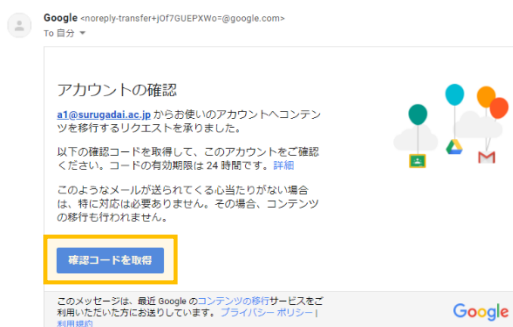 Google <noreply-transfer+jOf7GUEPXWo=@google.com>
To 自分
アカウントの確認
a1@surugadai.ac.jp からお使いのアカウントへコンテン
ツを移行するリクエストを承りました。
以下の確認コードを取得して、このアカウントをご確認
ください。コードの有効期限は 24 時間です。詳細
このようなメールが送られてくる心当たりがない場合
は、特に対応は必要ありません。その場合、コンテンツ
の移行も行われません。
確認コードを取得
このメッセージは、最近 Google のコンテンツの移行サービスをご
利用いただいた方にお送りしています。プライバシー ポリシー |
利用規約
Google